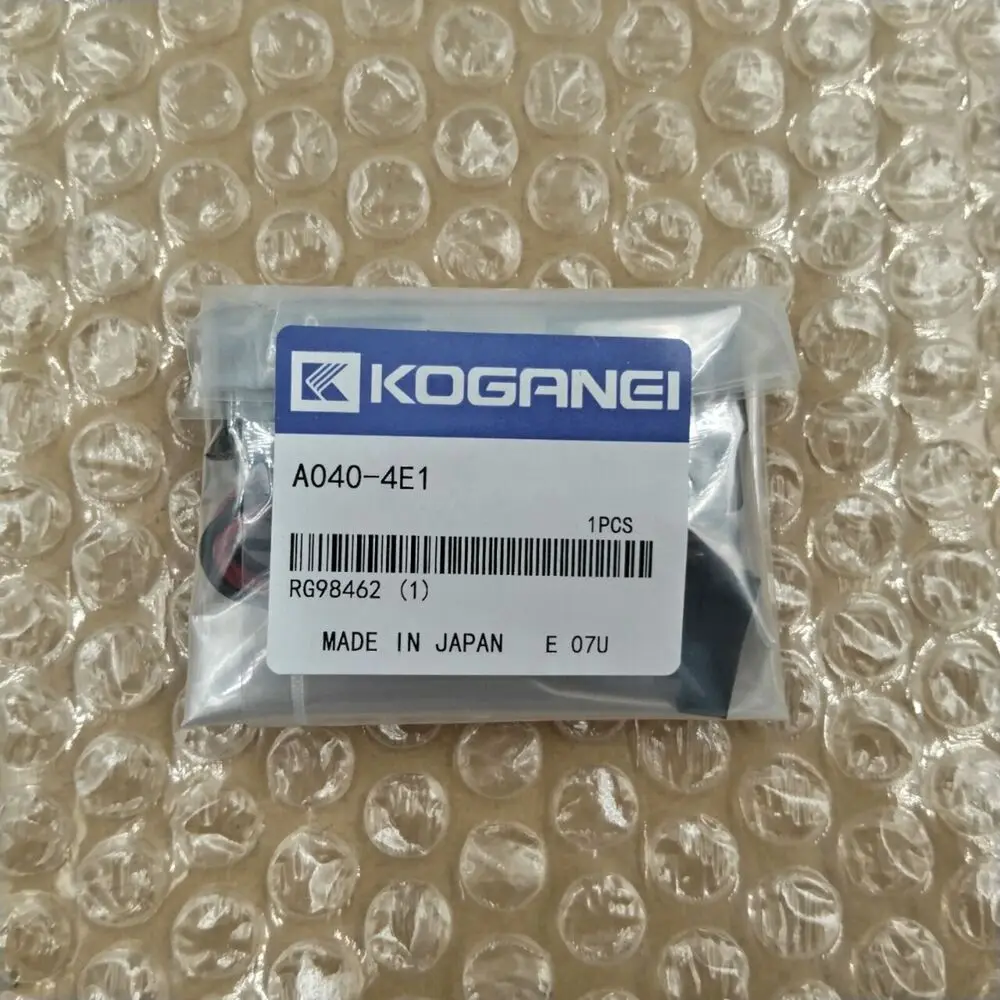 KOGANEI
A040-4E1
1PCS
RG98462 (1)
MADE IN JAPAN E 07U